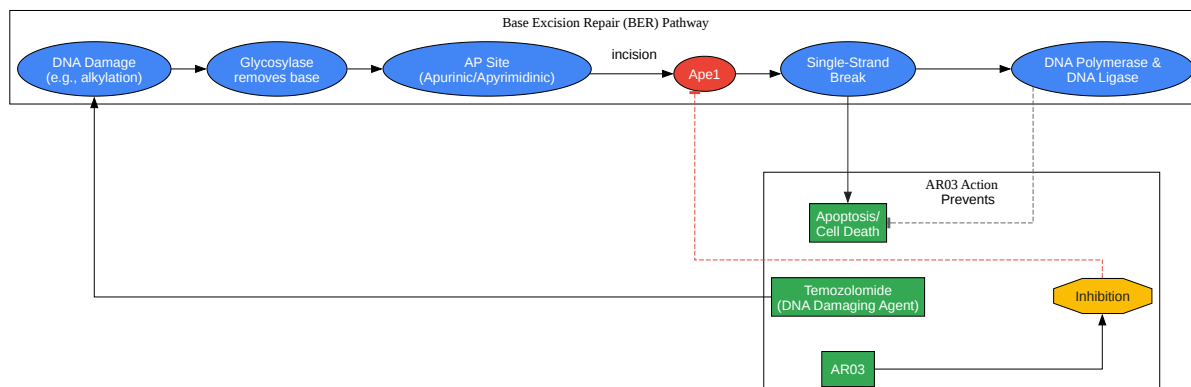 Base Excision Repair (BER) Pathway
DNA Damage
(e.g., alkylation)
Glycosylase
removes base
AP Site
(Apurinic/Apyrimidinic)
incision
Ape1
Single-Strand
Break
DNA Polymerase &
DNA Ligase
AR03 Action
Prevents
Apoptosis/
Cell Death
Temozolomide
(DNA Damaging Agent)
Inhibition
AR03